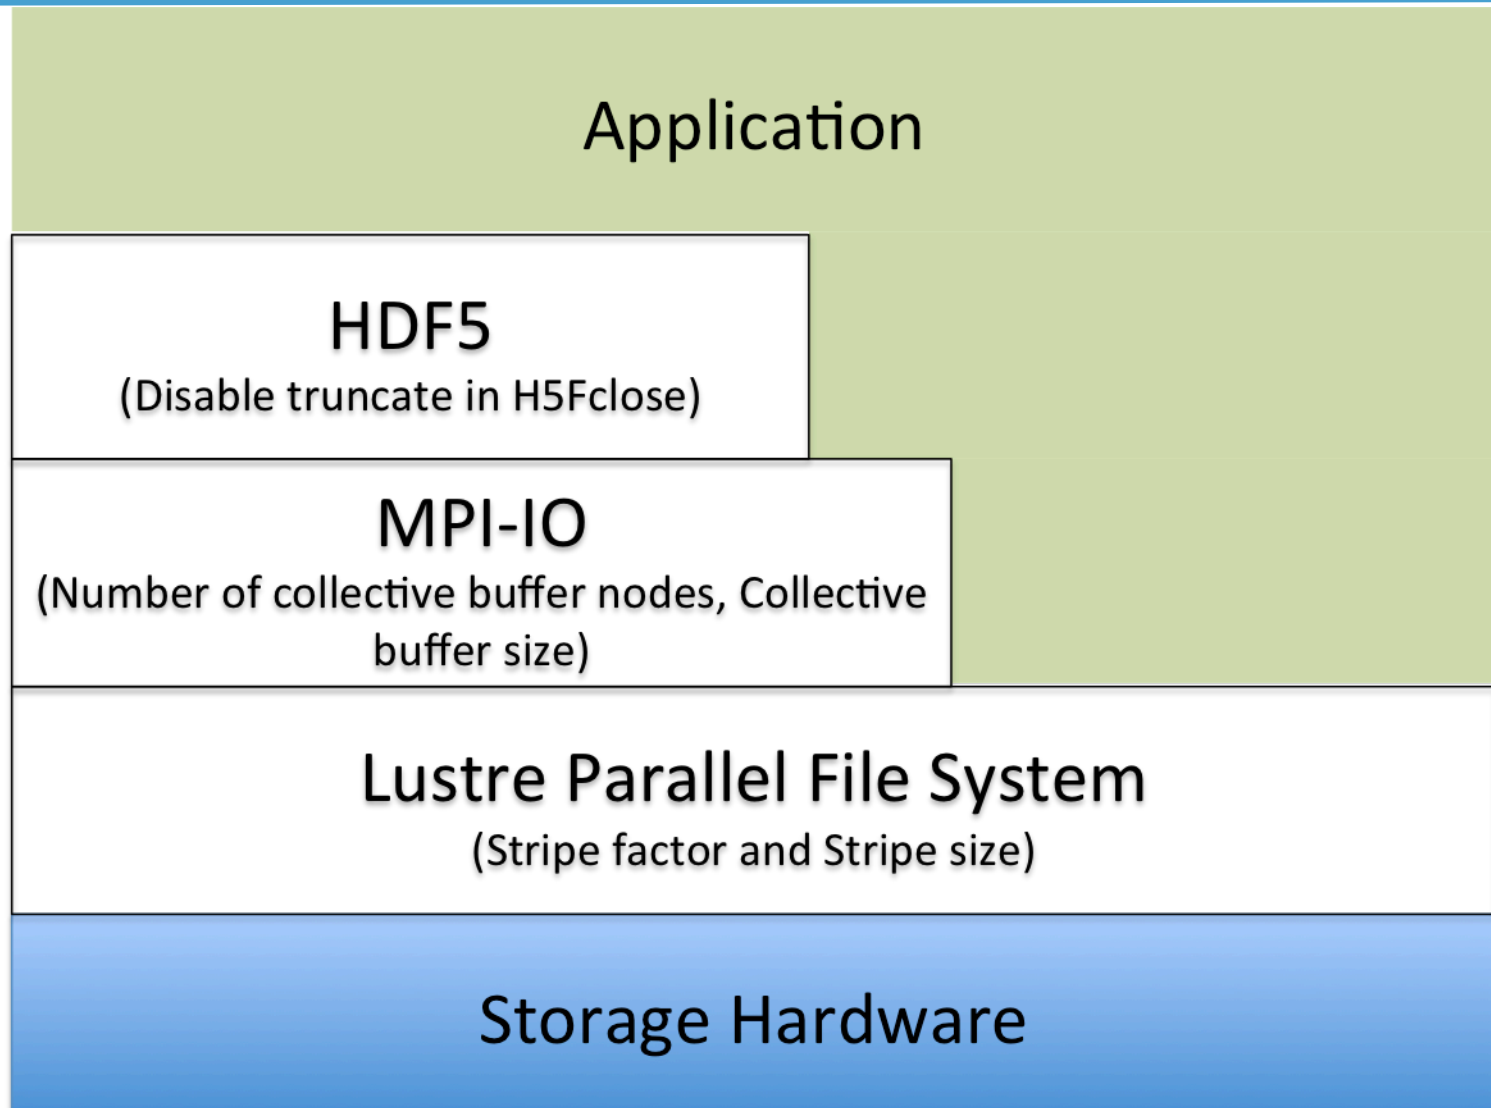 Application
HDF5
(Disable truncate in H5Fclose)
MPI-IO
(Number of collective buffer nodes, Collective
buffer size)
Lustre Parallel File System
(Stripe factor and Stripe size)
Storage Hardware